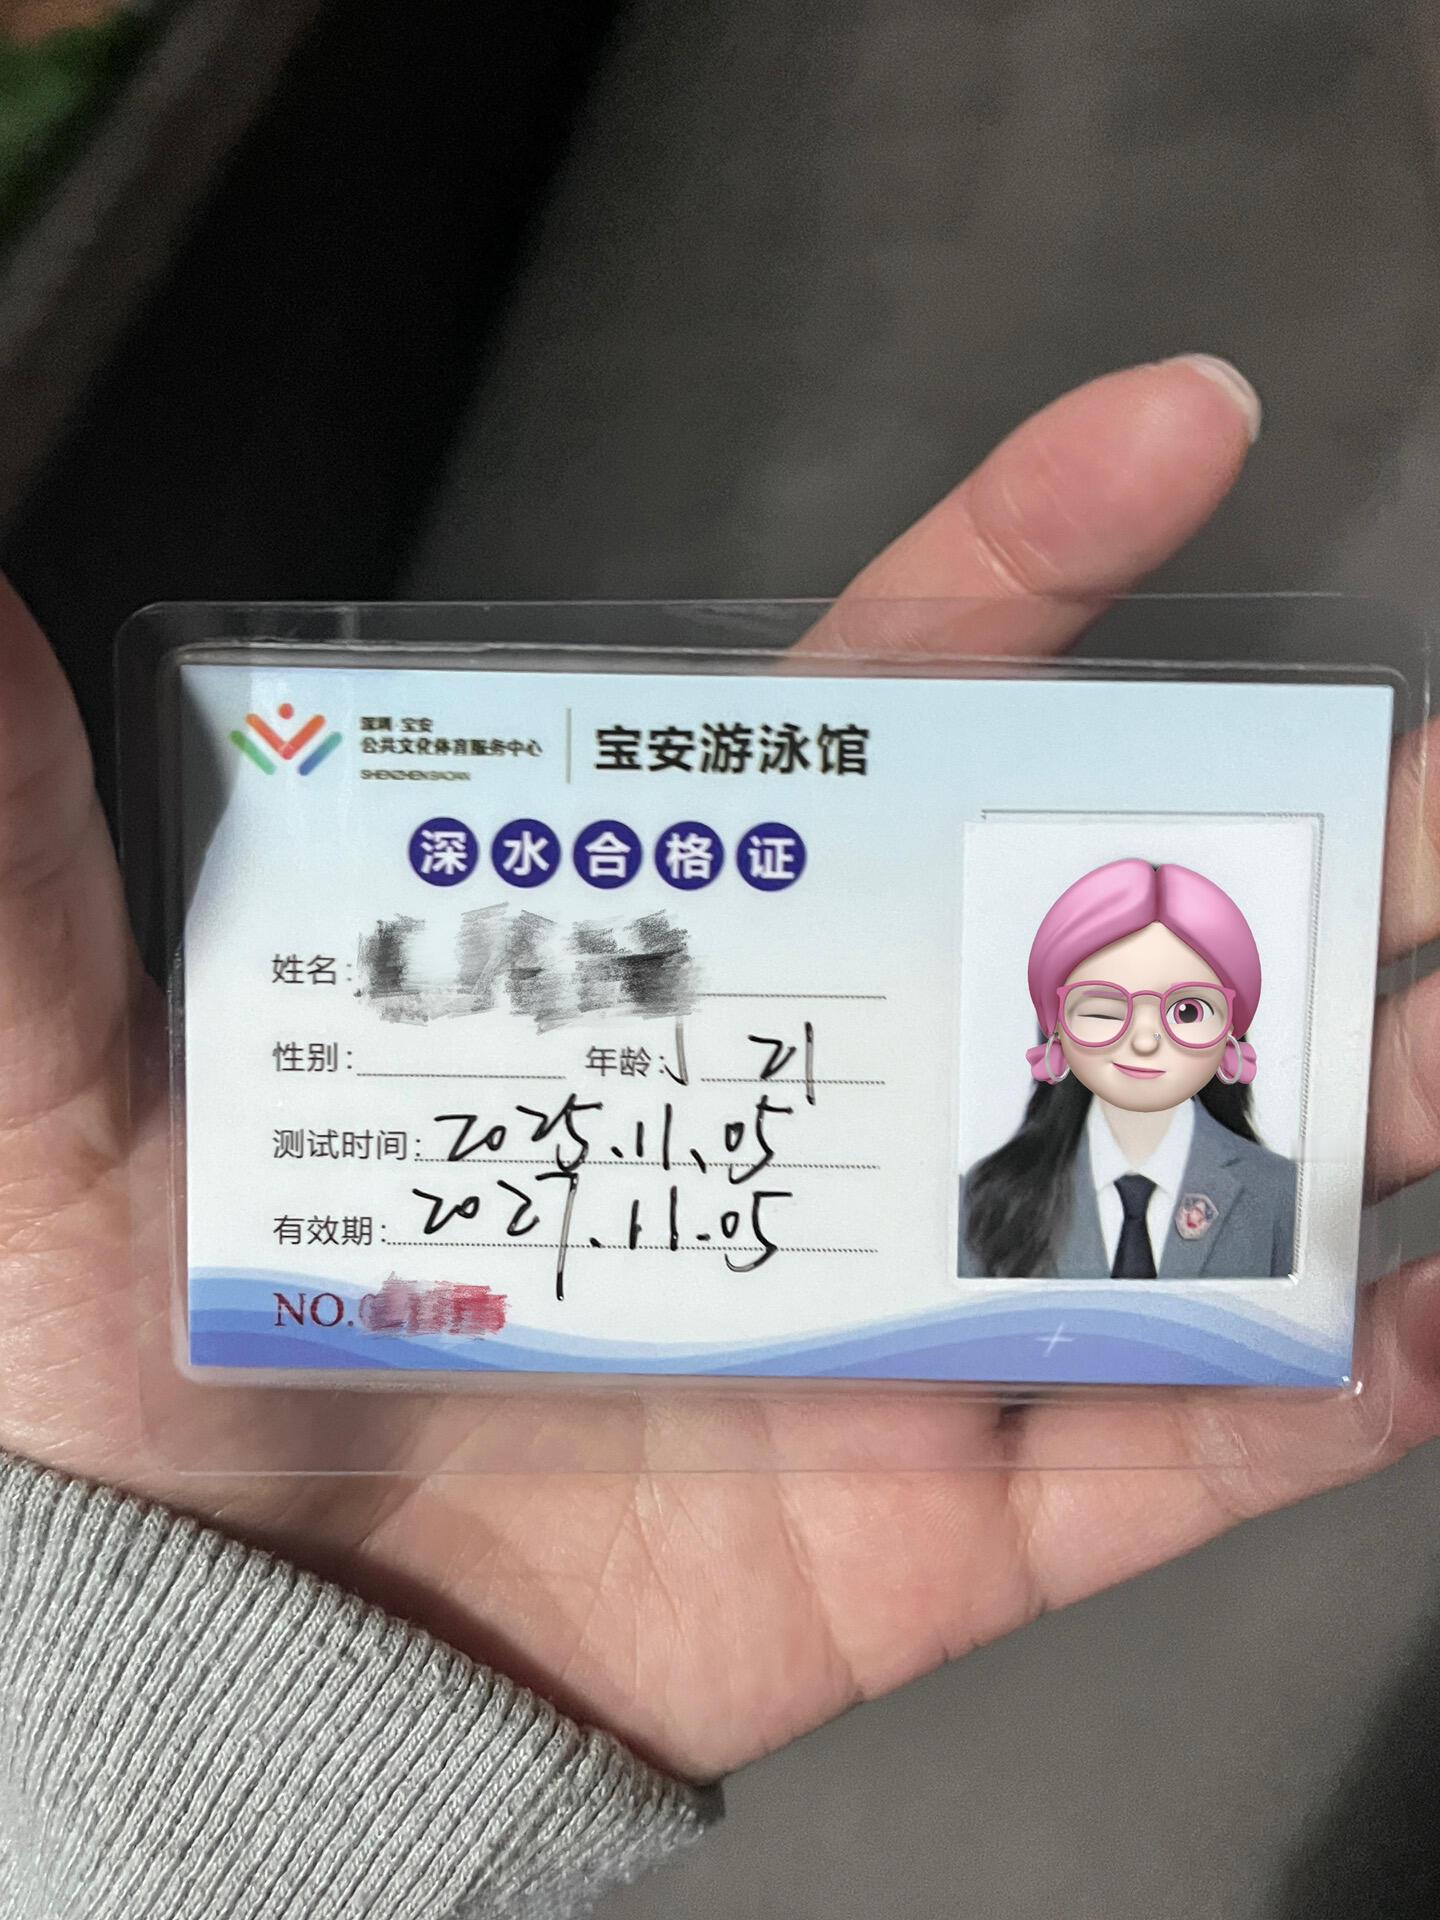 深圳·宝安
公共文化体育服务中心
SHENZHEN BAOAN
宝安游泳馆
深水合格证
姓名:
性别: 年龄: 21
测试时间: 2025.11.05
有效期: 2027.11.05
NO.